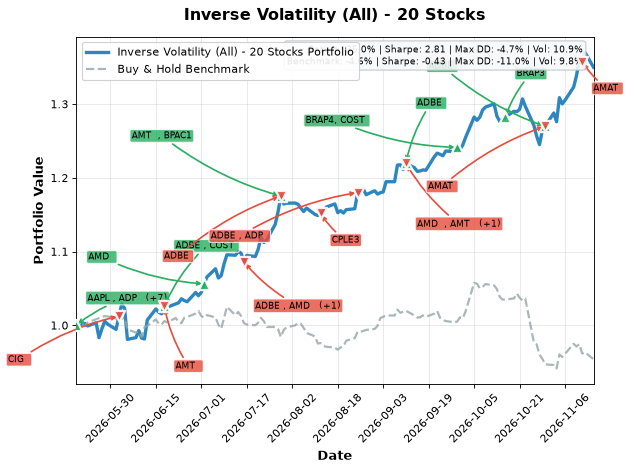 Inverse Volatility (All) - 20 Stocks
Inverse Volatility (All) - 20 Stocks Portfolio
Buy & Hold Benchmark
0% | Sharpe: 2.81 | Max DD: -4.7% | Vol: 10.9%
% | Sharpe: -0.43 | Max DD: -11.0% | Vol: 9.8%
BRAP3
AMAT
ADBE
BRAP4, COST
AMT , BPAC1
AMAT
AMD , AMT (+1)
ADBE , ADP
CPLE3
ADBE , COST
ADBE
AMD
AAPL , ADP (+7)
ADBE , AMD (+1)
CIG
AMT
Portfolio Value
1.3
1.2
1.1
1.0
2026-05-30
2026-06-15
2026-07-01
2026-07-17
2026-08-02
2026-08-18
2026-09-03
2026-09-19
2026-10-05
2026-10-21
2026-11-06
Date